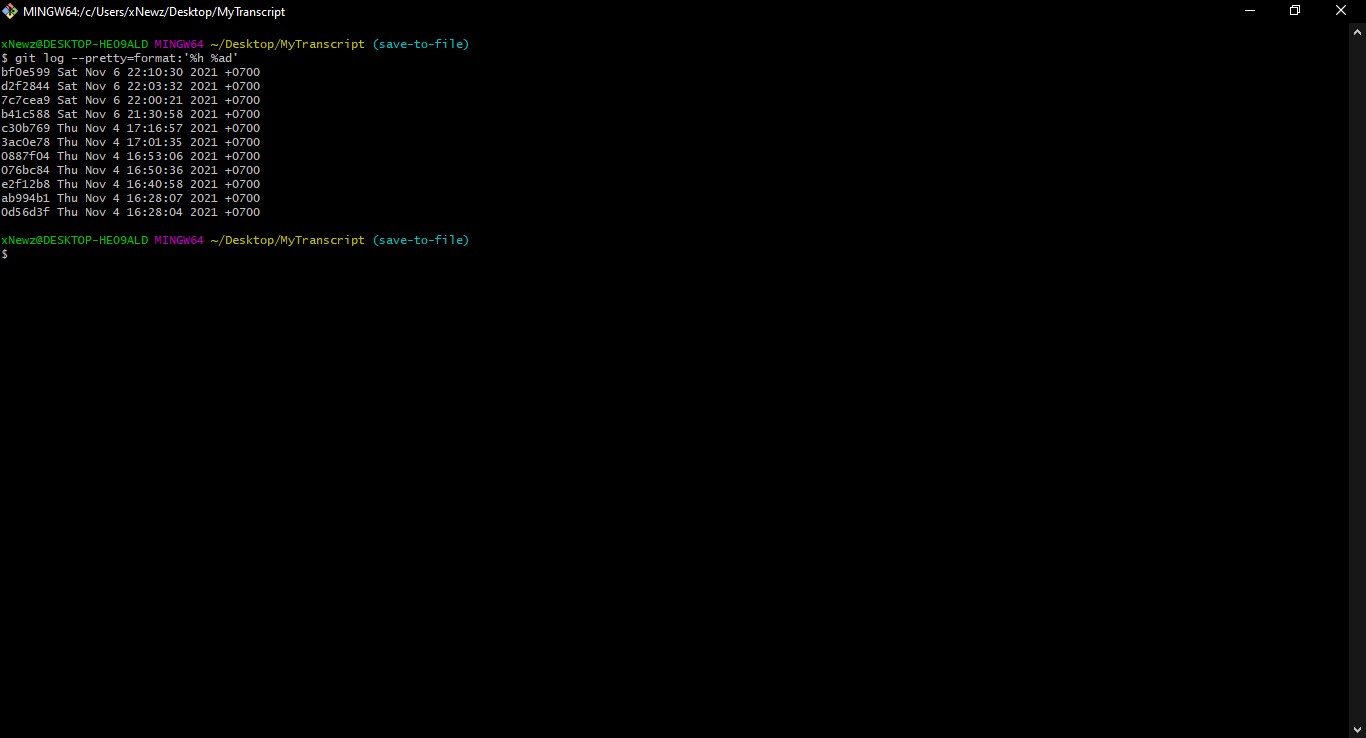 MINGW64:/c/Users/xNewz/Desktop/MyTranscript
xNewz@DESKTOP-HEO9ALD MINGW64 ~/Desktop/MyTranscript (save-to-file)
$ git log --pretty=format:'%h %ad'
bf0e599 Sat Nov 6 22:10:30 2021 +0700
d2f2844 Sat Nov 6 22:03:32 2021 +0700
7c7cea9 Sat Nov 6 22:00:21 2021 +0700
b41c588 Sat Nov 6 21:30:58 2021 +0700
c30b769 Thu Nov 4 17:16:57 2021 +0700
3ac0e78 Thu Nov 4 17:01:35 2021 +0700
0887f04 Thu Nov 4 16:53:06 2021 +0700
076bc84 Thu Nov 4 16:50:36 2021 +0700
e2f12b8 Thu Nov 4 16:40:58 2021 +0700
ab994b1 Thu Nov 4 16:28:07 2021 +0700
0d56d3f Thu Nov 4 16:28:04 2021 +0700
xNewz@DESKTOP-HEO9ALD MINGW64 ~/Desktop/MyTranscript (save-to-file)
$